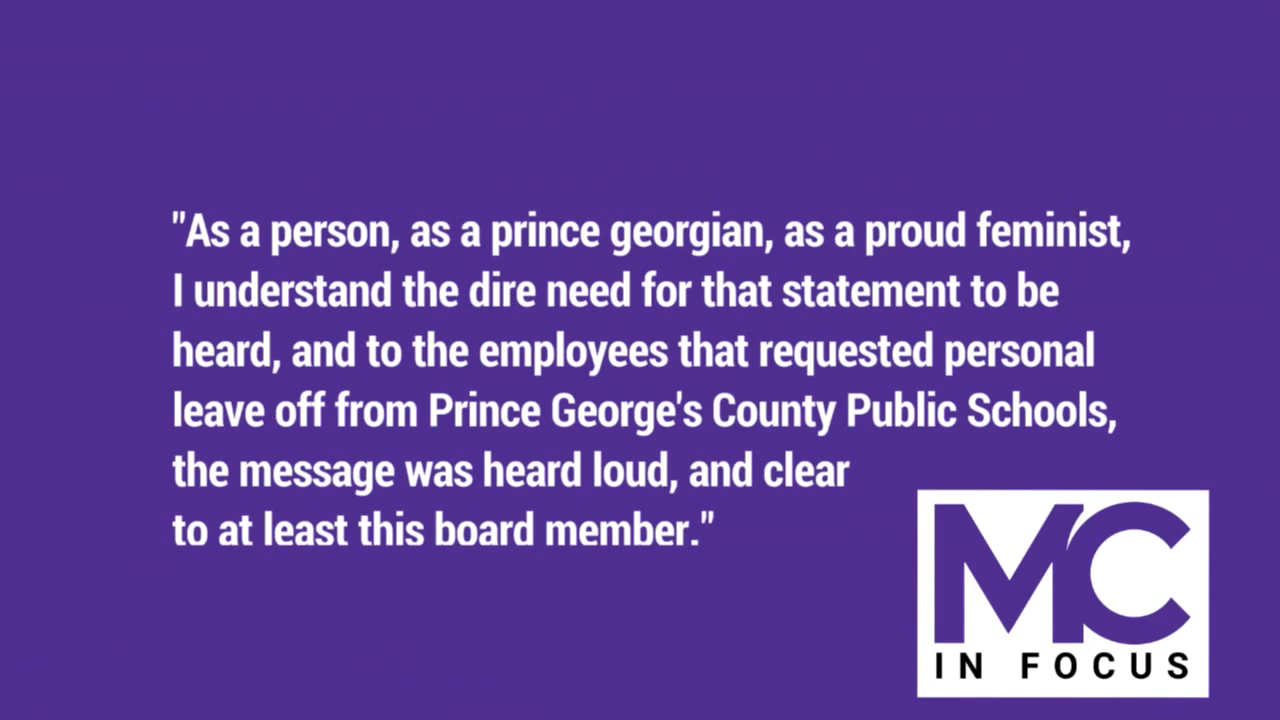 "As a person, as a prince georgian, as a proud feminist,
I understand the dire need for that statement to be
heard, and to the employees that requested personal
leave off from Prince George's County Public Schools,
the message was heard loud, and clear
to at least this board member."
MC
IN FOCUS